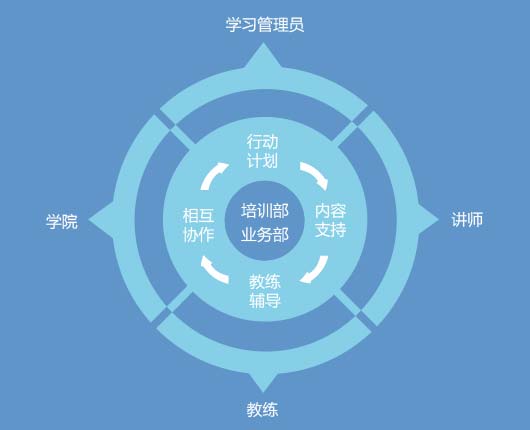 学习管理员
行动
计划
学院
相互
协作
培训部
业务部
内容
支持
讲师
教练
辅导
教练